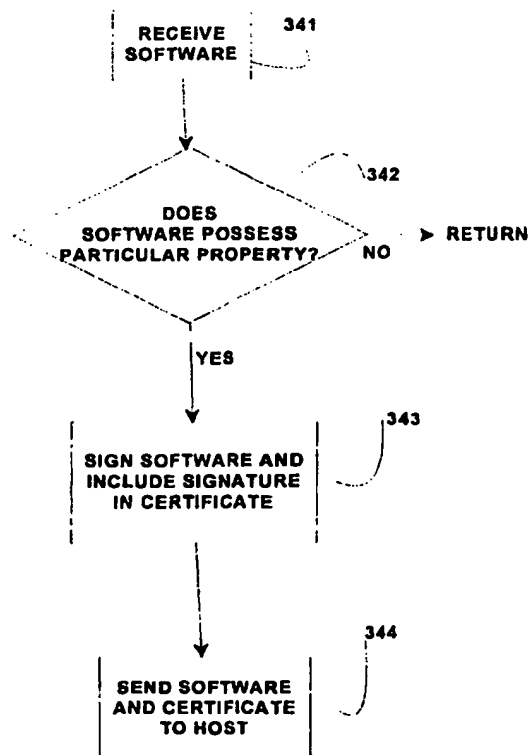 RECEIVE
SOFTWARE
341
342
DOES
SOFTWARE POSSESS
PARTICULAR PROPERTY?
NO
RETURN
YES
343
SIGN SOFTWARE AND
INCLUDE SIGNATURE
IN CERTIFICATE
344
SEND SOFTWARE
AND CERTIFICATE
TO HOST